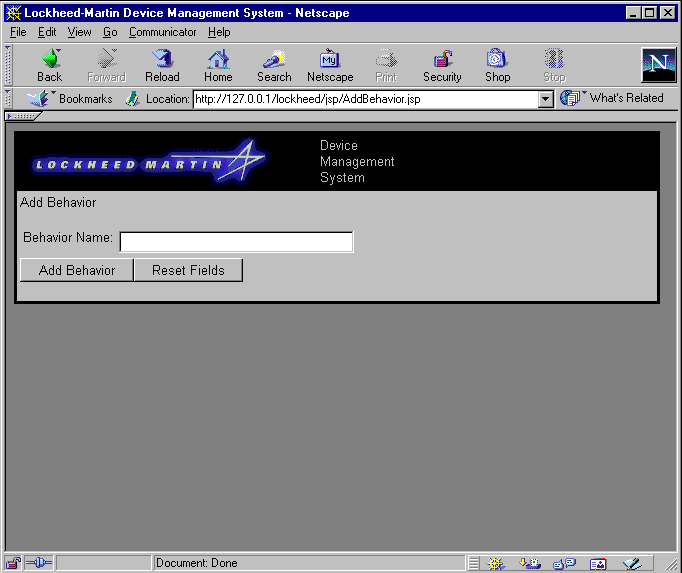 Lockheed-Martin Device Management System - Netscape
File Edit View Go Communicator Help
Back Forward Reload Home Search Netscape Print Security Shop Stop
My
N
Bookmarks Location: http://127.0.0.1/lockheed/jsp/AddBehavior.jsp What's Related
LOCKHEED MARTIN
Device
Management
System
Add Behavior
Behavior Name:
Add Behavior Reset Fields
Document: Done